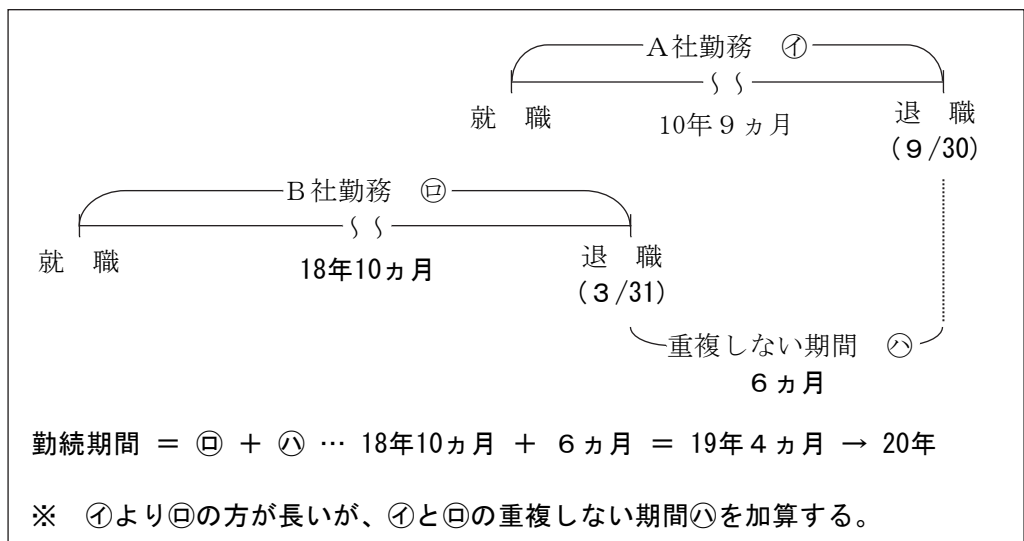 A社勤務 ㋑
就 職
10年9ヵ月
退 職
(9/30)
B社勤務 ㋺
就 職
18年10ヵ月
退 職
(3/31)
重複しない期間 ㋩
6ヵ月
勤続期間 = ㋺ + ㋩ … 18年10ヵ月 + 6ヵ月 = 19年4ヵ月 → 20年
※ ㋑より㋺の方が長いが、㋑と㋺の重複しない期間㋩を加算する。